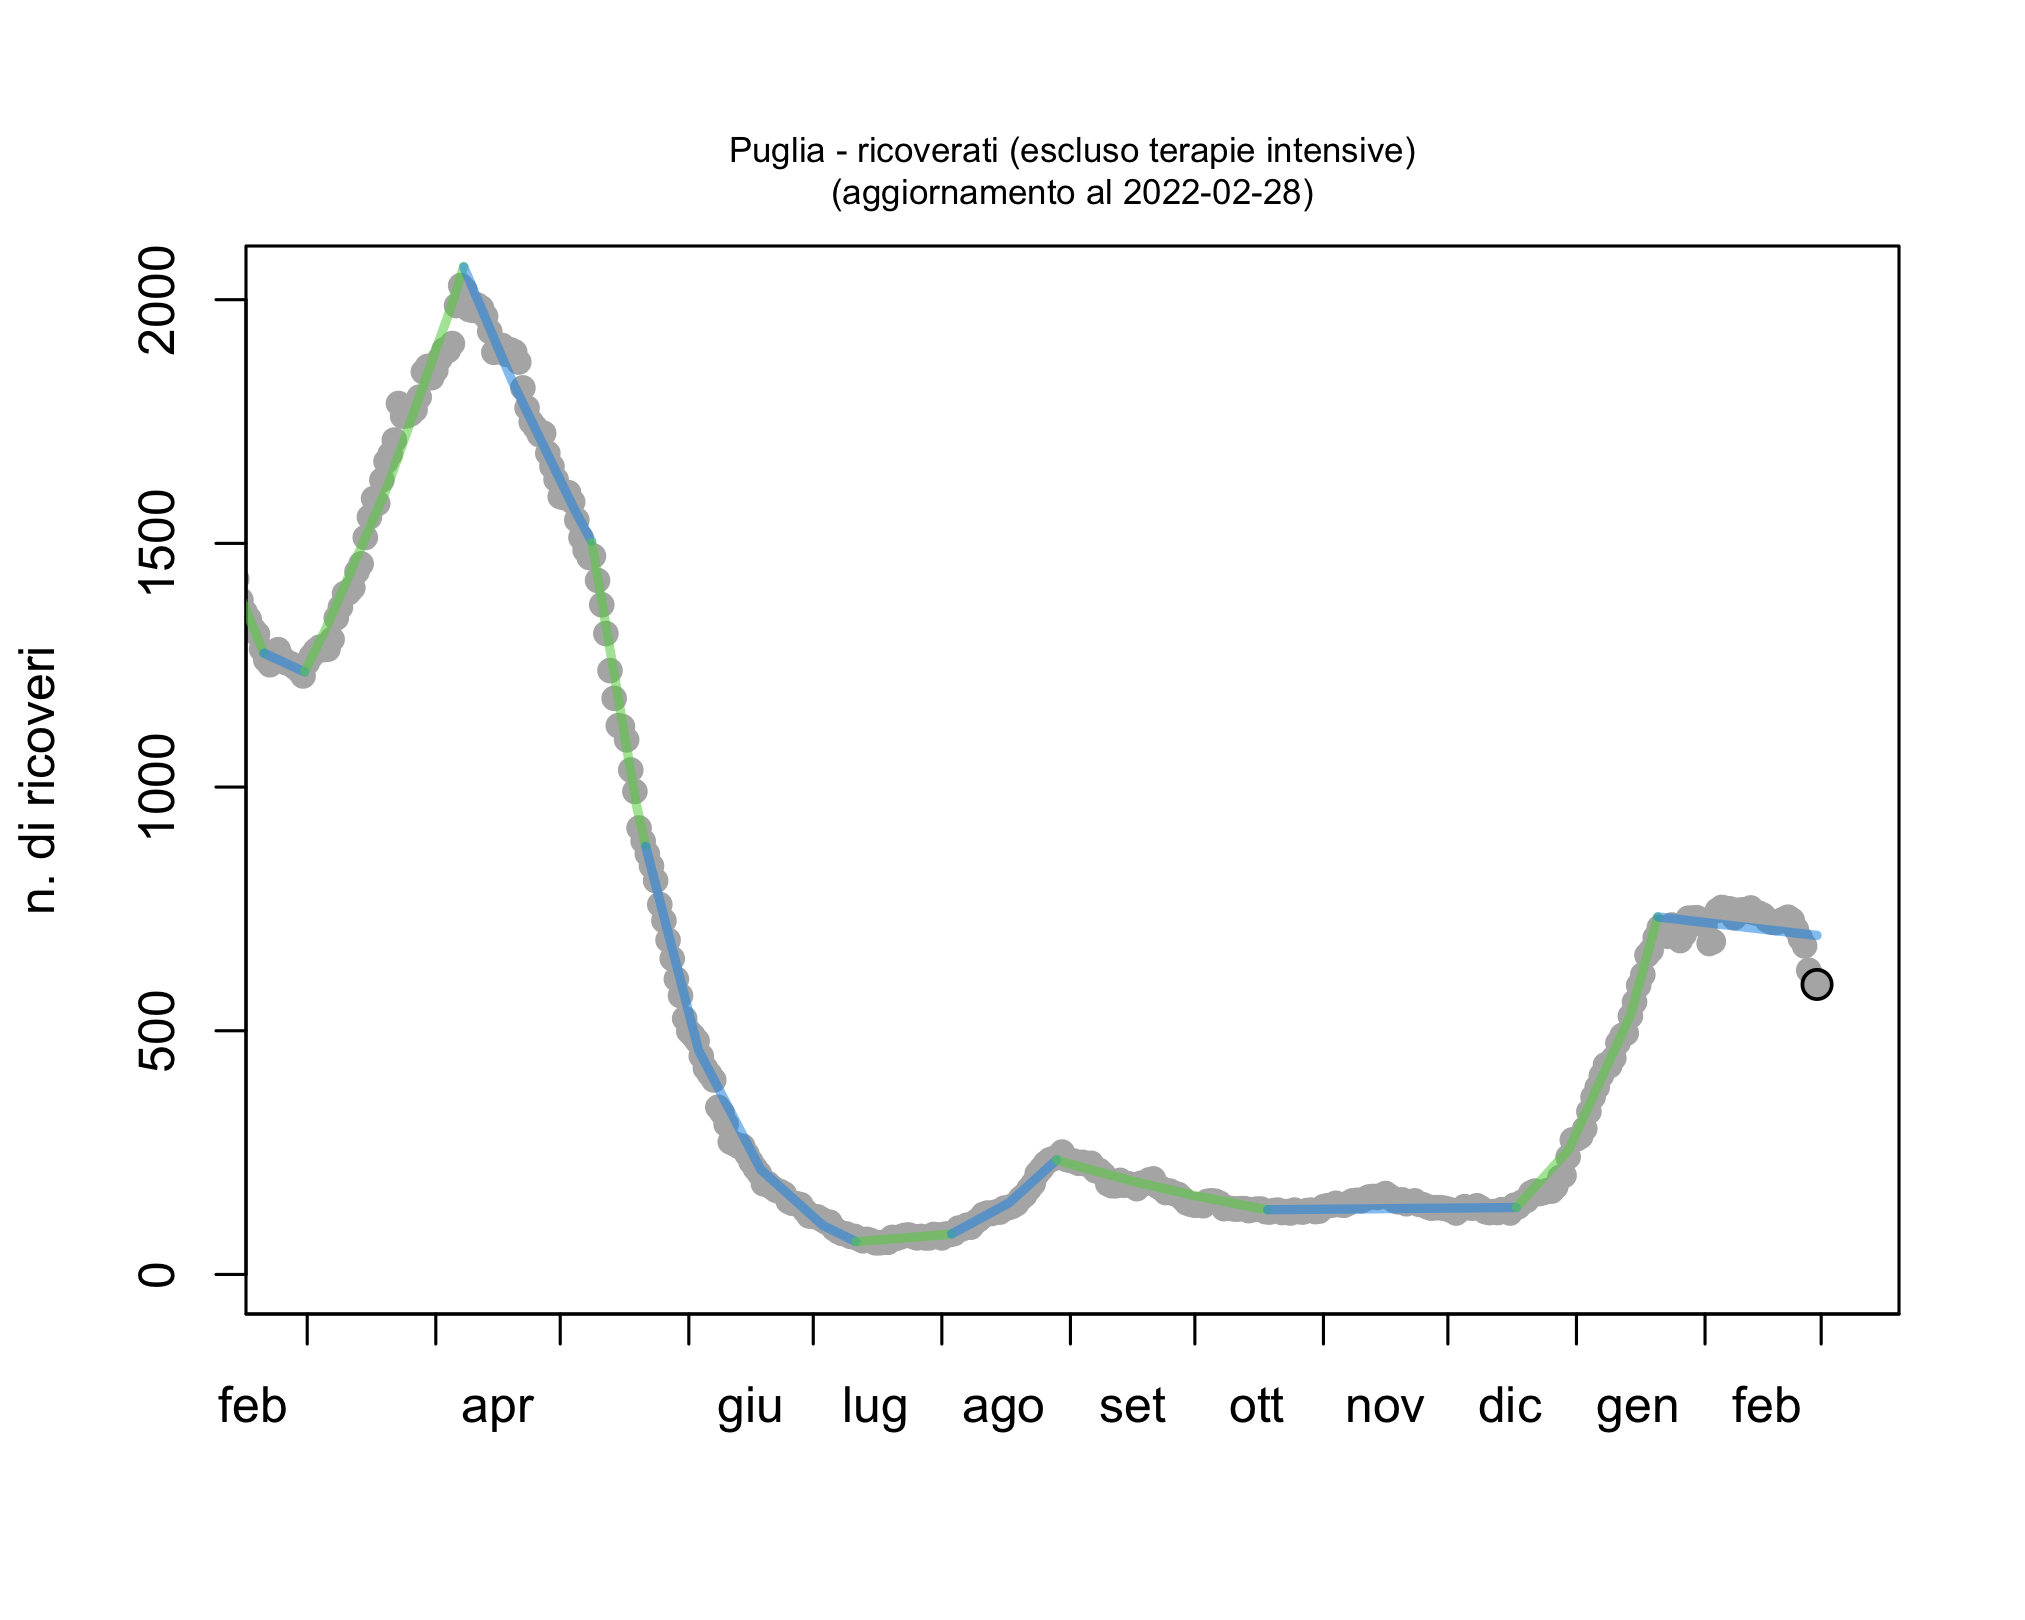 Puglia - ricoverati (escluso terapie intensive)
(aggiornamento al 2022-02-28)
n. di ricoveri
2000
1500
1000
500
0
feb apr giu lug ago set ott nov dic gen feb